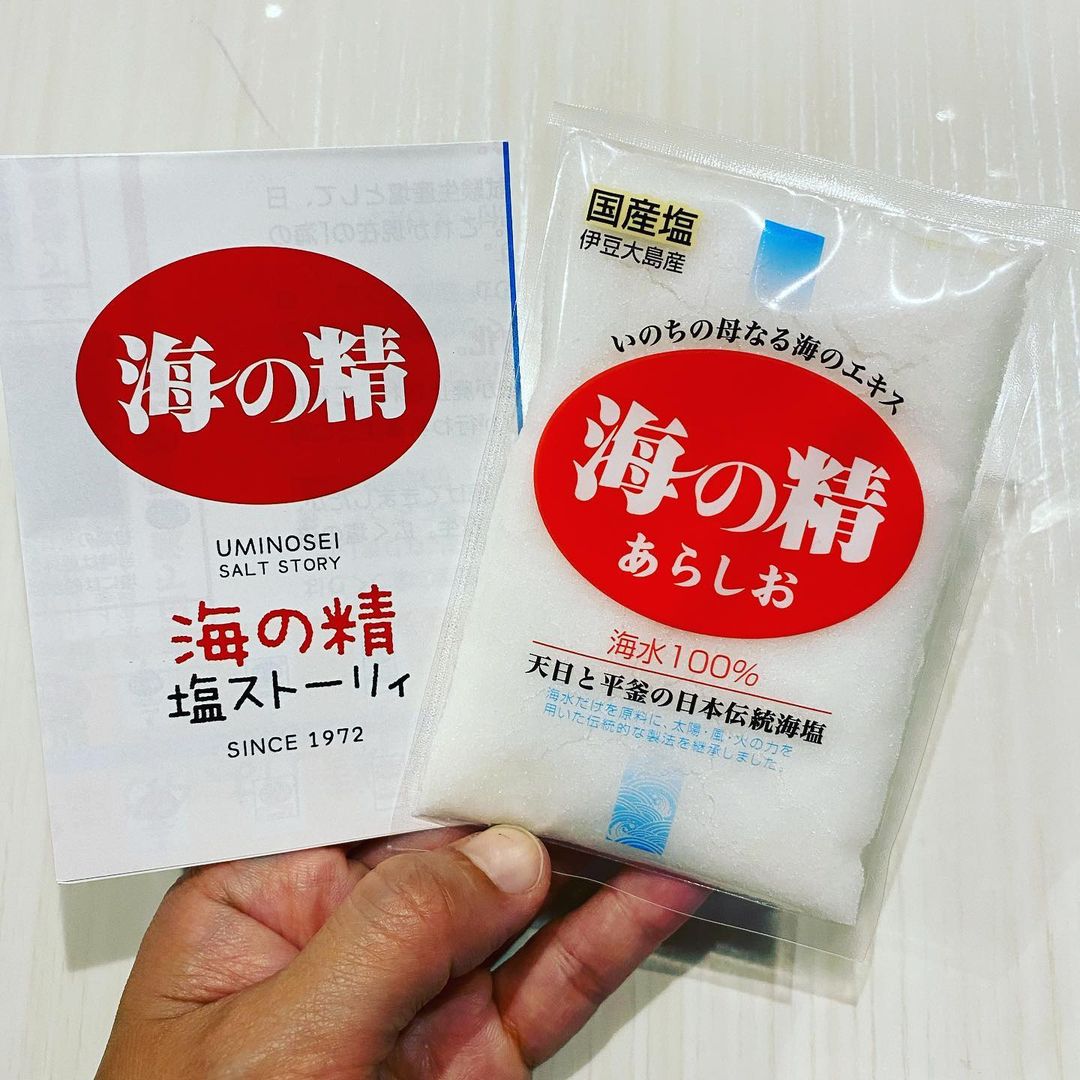 海の精
UMINOSEI
SALT STORY
海の精
塩ストーリィ
SINCE 1972
国産塩
伊豆大島産
いのちの母なる海のエキス
海の精
あらしお
海水100%
天日と平釜の日本伝統海塩
海水だけを原料に、太陽・風・火の力を
用いた伝統的な製法を継承しました。